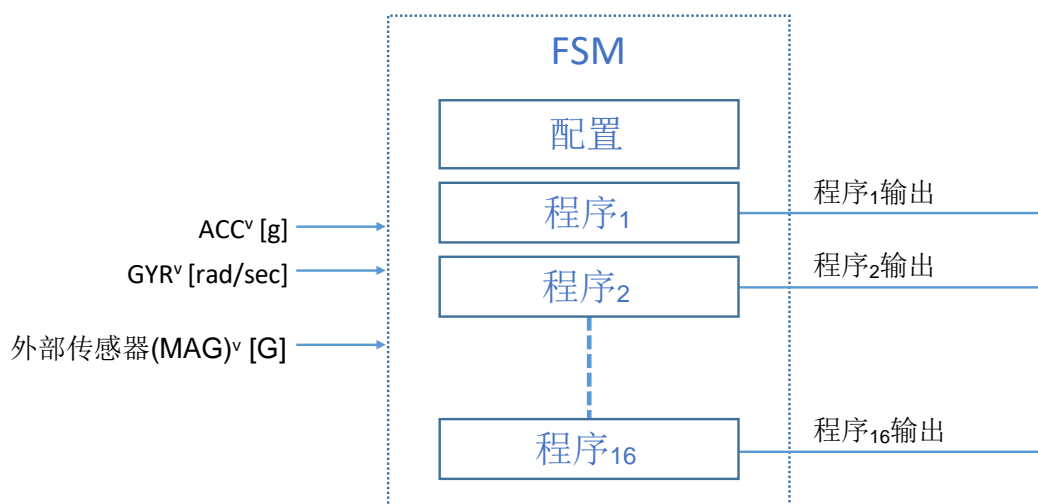 FSM
配置
程序1
程序1输出
ACCᵛ [g]
程序2
程序2输出
GYRᵛ [rad/sec]
外部传感器(MAG)ᵛ [G]
程序16
程序16输出